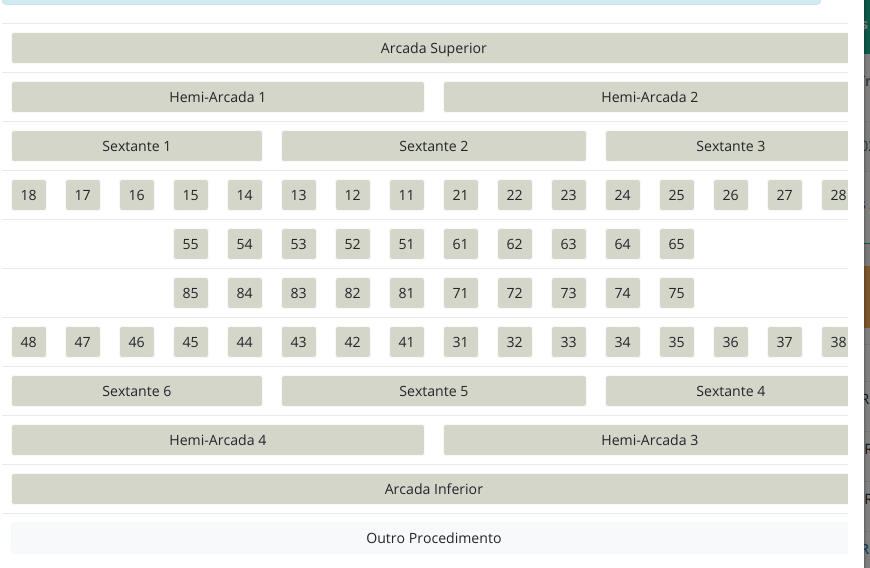 Arcada Superior
Hemi-Arcada 1 Hemi-Arcada 2
Sextante 1 Sextante 2 Sextante 3
18 17 16 15 14 13 12 11 21 22 23 24 25 26 27 28
55 54 53 52 51 61 62 63 64 65
85 84 83 82 81 71 72 73 74 75
48 47 46 45 44 43 42 41 31 32 33 34 35 36 37 38
Sextante 6 Sextante 5 Sextante 4
Hemi-Arcada 4 Hemi-Arcada 3
Arcada Inferior
Outro Procedimento